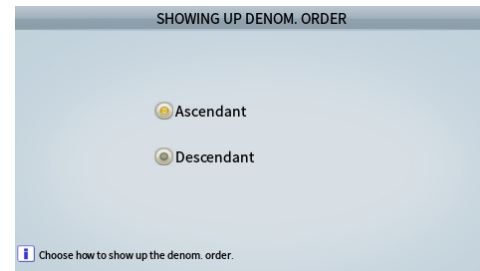 SHOWING UP DENOM. ORDER
Ascendant
Descendant
i Choose how to show up the denom. order.